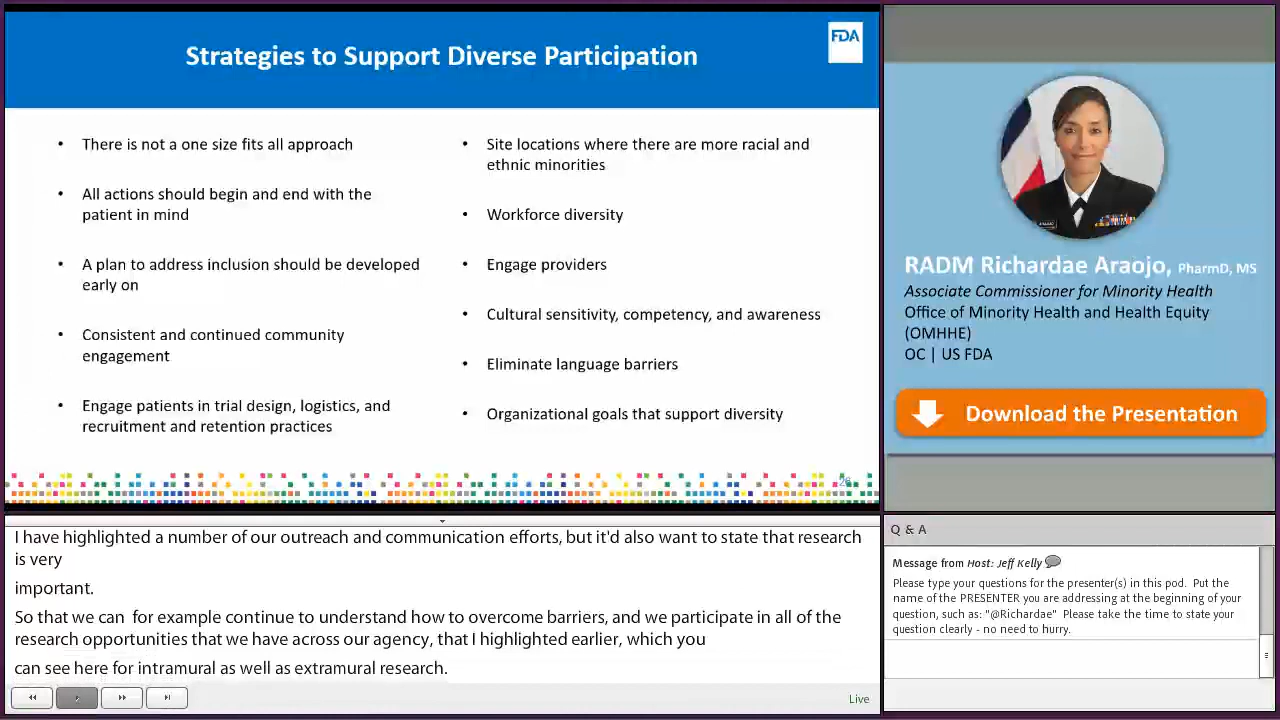 FDA
Strategies to Support Diverse Participation
• There is not a one size fits all approach
• All actions should begin and end with the
patient in mind
• A plan to address inclusion should be developed
early on
• Consistent and continued community
engagement
• Engage patients in trial design, logistics, and
recruitment and retention practices
• Site locations where there are more racial and
ethnic minorities
• Workforce diversity
• Engage providers
• Cultural sensitivity, competency, and awareness
• Eliminate language barriers
• Organizational goals that support diversity
RADM Richardae Araojo, PharmD, MS
Associate Commissioner for Minority Health
Office of Minority Health and Health Equity
(OMHHE)
OC | US FDA
Download the Presentation
I have highlighted a number of our outreach and communication efforts, but it'd also want to state that research
is very
important.
So that we can for example continue to understand how to overcome barriers, and we participate in all of the
research opportunities that we have across our agency, that I highlighted earlier, which you
can see here for intramural as well as extramural research.
Live
Q & A
Message from Host: Jeff Kelly
Please type your questions for the presenter(s) in this pod. Put the
name of the PRESENTER you are addressing at the beginning of your
question, such as: "@Richardae" Please take the time to state your
question clearly - no need to hurry.